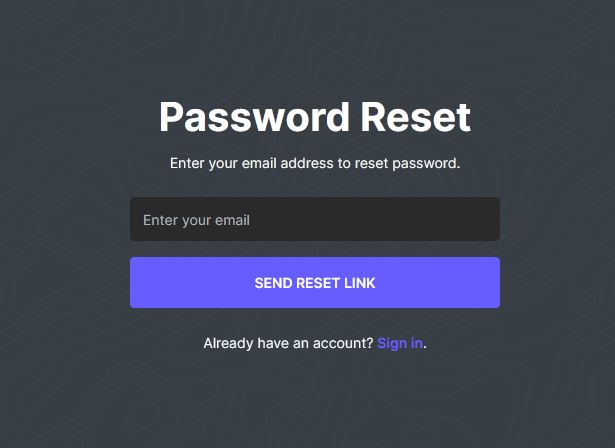 Password Reset
Enter your email address to reset password.
Enter your email
SEND RESET LINK
Already have an account? Sign in.